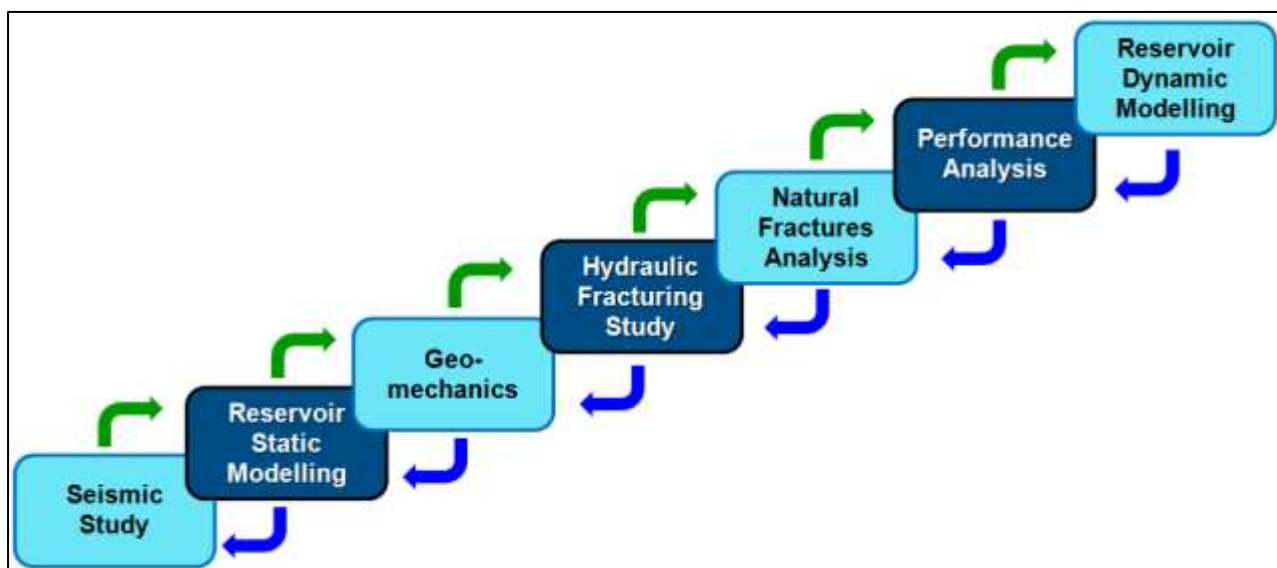 Seismic
Study
Reservoir
Static
Modelling
Geo-
mechanics
Hydraulic
Fracturing
Study
Natural
Fractures
Analysis
Performance
Analysis
Reservoir
Dynamic
Modelling